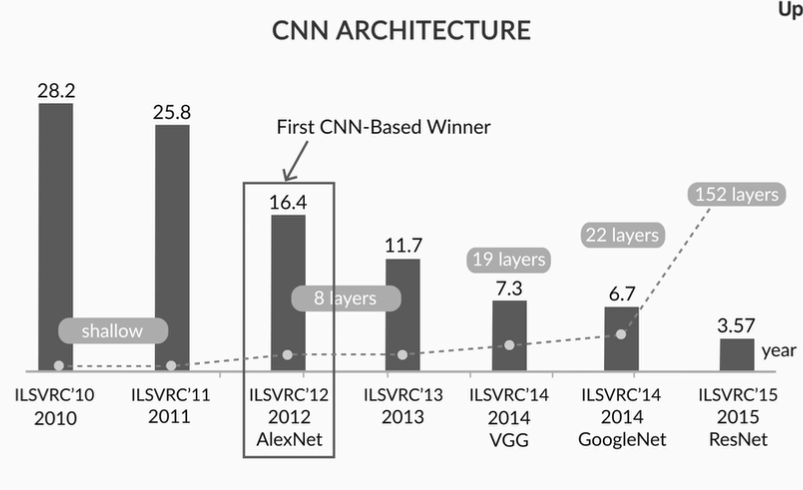 Up
CNN ARCHITECTURE
28.2
25.8
First CNN-Based Winner
16.4
11.7
7.3
6.7
3.57
shallow
8 layers
19 layers
22 layers
152 layers
year
ILSVRC'10
2010
ILSVRC'11
2011
ILSVRC'12
2012
AlexNet
ILSVRC'13
2013
ILSVRC'14
2014
VGG
ILSVRC'14
2014
GoogleNet
ILSVRC'15
2015
ResNet